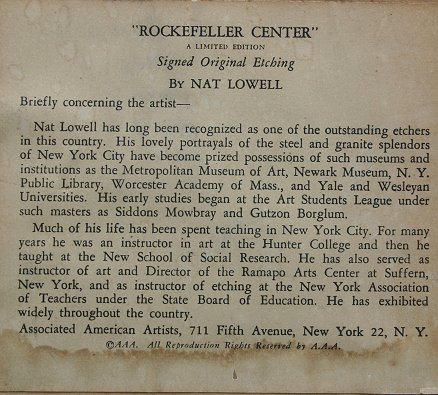 "ROCKEFELLER CENTER"
A LIMITED EDITION
Signed Original Etching
By NAT LOWELL
Briefly concerning the artist—
Nat Lowell has long been recognized as one of the outstanding etchers
in this country. His lovely portrayals of the steel and granite splendors
of New York City have become prized possessions of such museums and
institutions as the Metropolitan Museum of Art, Newark Museum, N. Y.
Public Library, Worcester Academy of Mass., and Yale and Wesleyan
Universities. His early studies began at the Art Students League under
such masters as Siddons Mowbray and Gutzon Borglum.
Much of his life has been spent teaching in New York City. For many
years he was an instructor in art at the Hunter College and then he
taught at the New School of Social Research. He has also served as
instructor of art and Director of the Ramapo Arts Center at Suffern,
New York, and as instructor of etching at the New York Association
of Teachers under the State Board of Education. He has exhibited
widely throughout the country.
Associated American Artists, 711 Fifth Avenue, New York 22, N. Y.
©AAA. All Reproduction Rights Reserved by A.A.A.